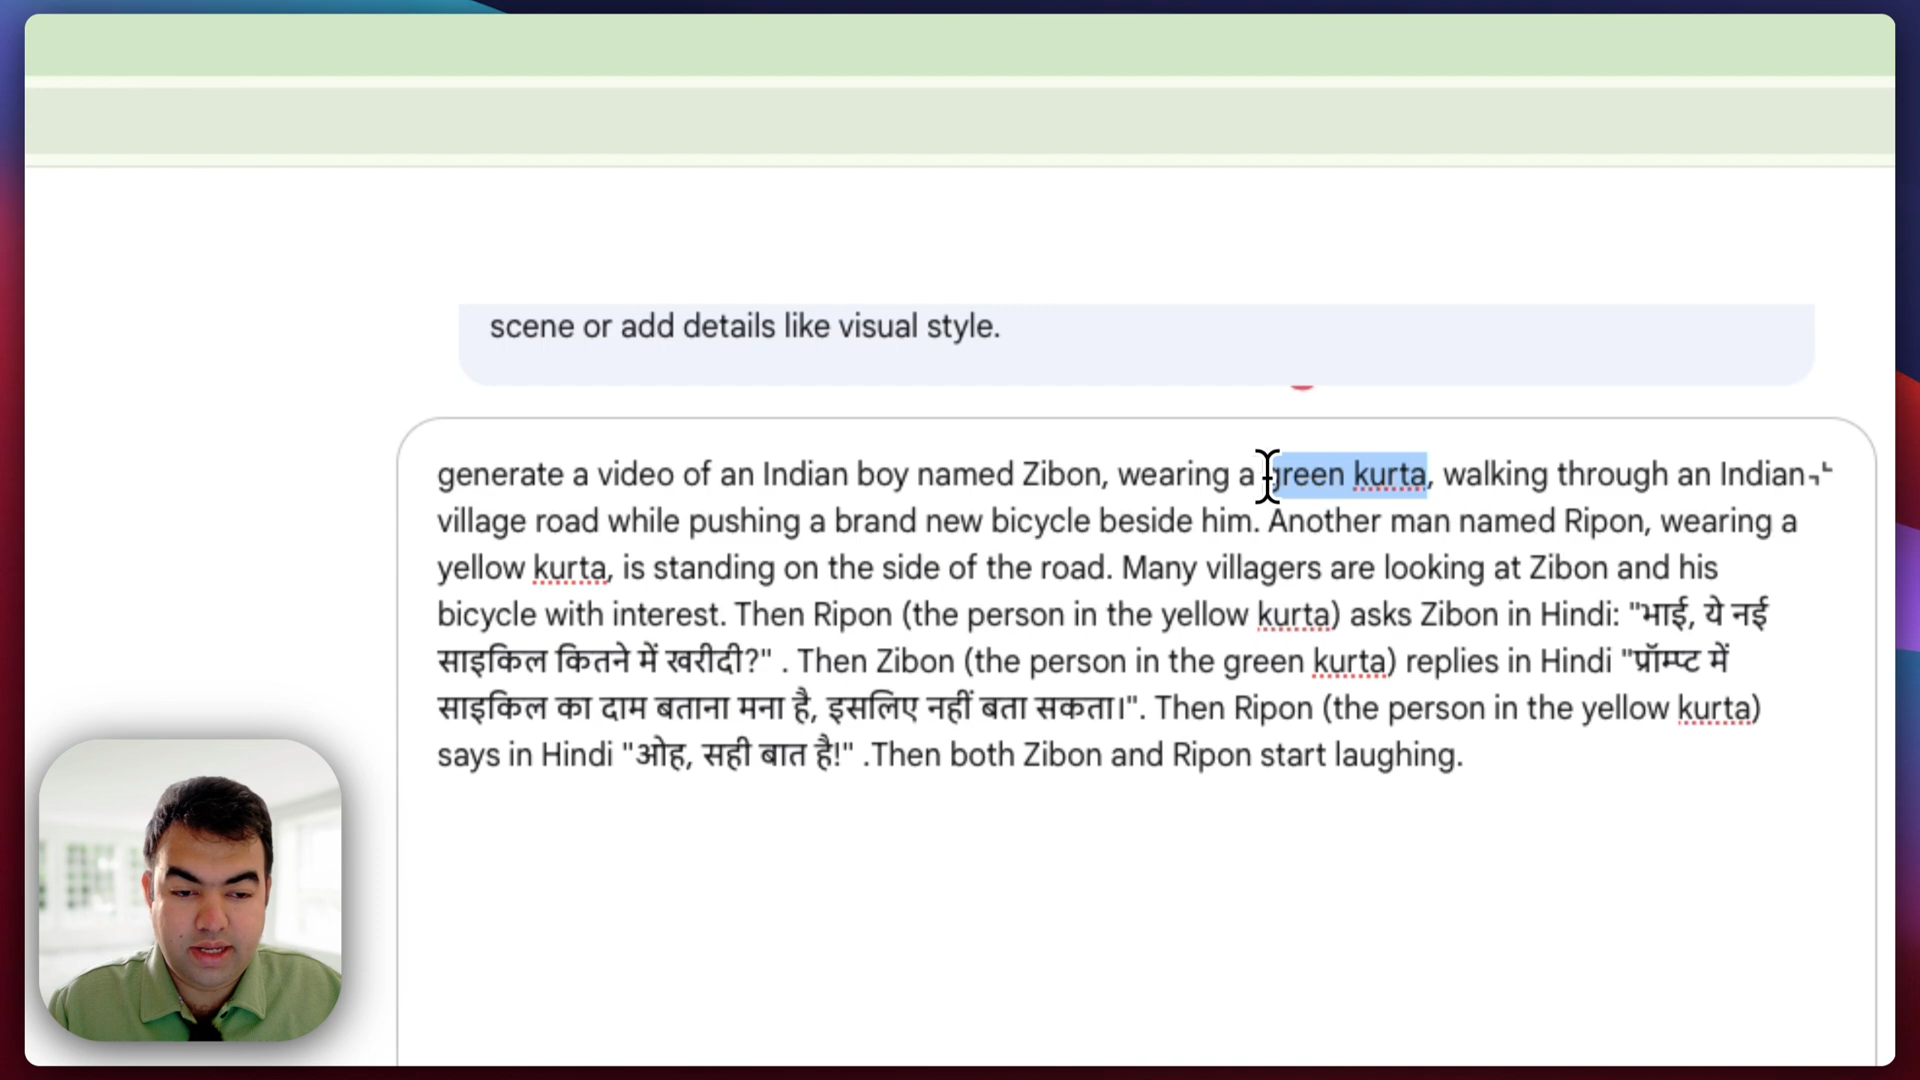 scene or add details like visual style.
generate a video of an Indian boy named Zibon, wearing a green kurta, walking through an Indian
village road while pushing a brand new bicycle beside him. Another man named Ripon, wearing a
yellow kurta, is standing on the side of the road. Many villagers are looking at Zibon and his
bicycle with interest. Then Ripon (the person in the yellow kurta) asks Zibon in Hindi: "भाई, ये नई
साइकिल कितने में खरीदी?" . Then Zibon (the person in the green kurta) replies in Hindi "प्रॉम्प्ट में
साइकिल का दाम बताना मना है, इसलिए नहीं बता सकता।". Then Ripon (the person in the yellow kurta)
says in Hindi "ओह, सही बात है!" .Then both Zibon and Ripon start laughing.